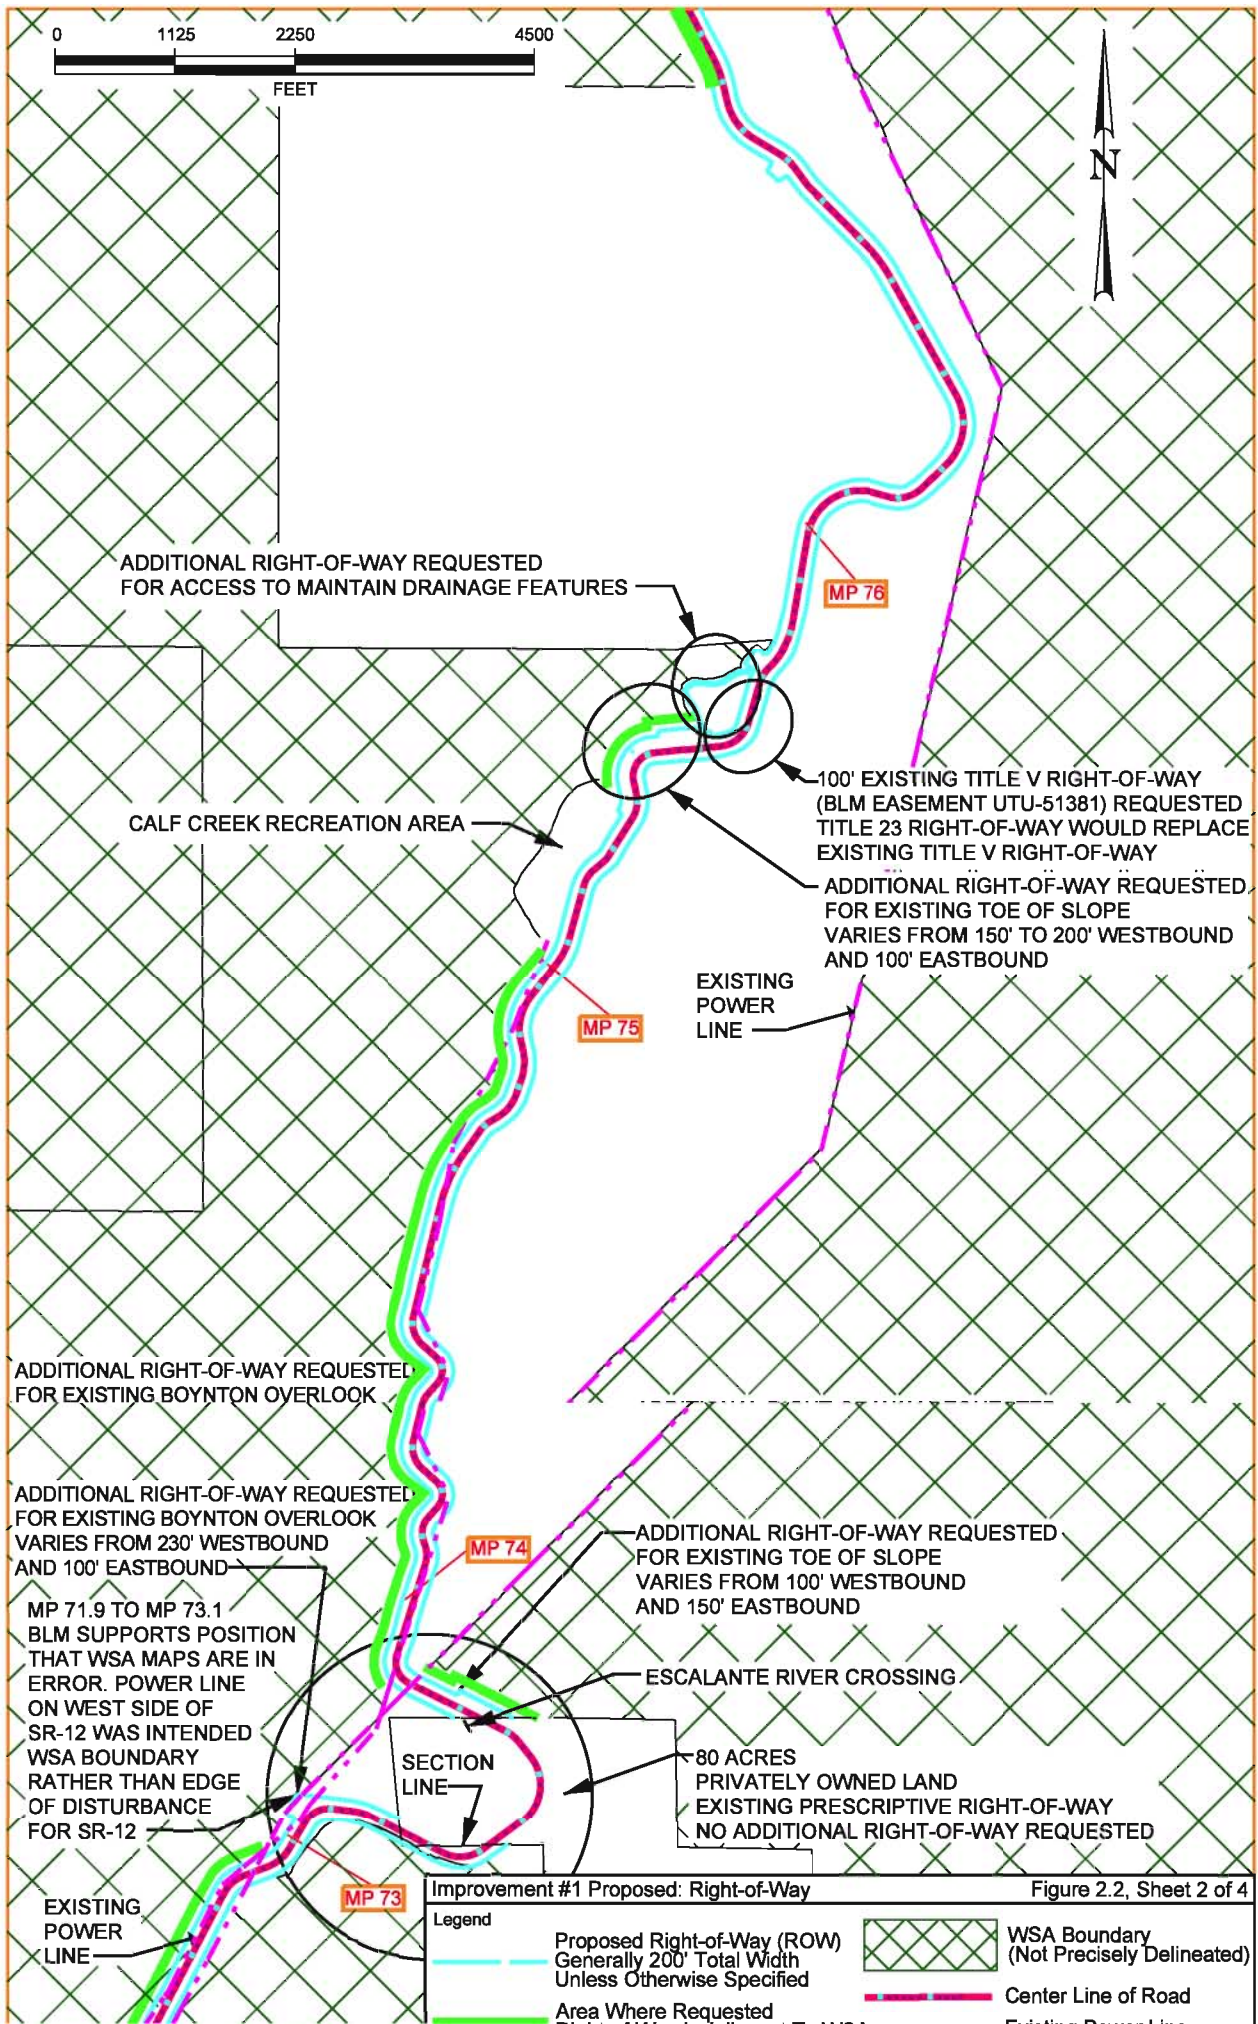 0 1125 2250 4500
FEET
N
ADDITIONAL RIGHT-OF-WAY REQUESTED
FOR ACCESS TO MAINTAIN DRAINAGE FEATURES
MP 76
100' EXISTING TITLE V RIGHT-OF-WAY
(BLM EASEMENT UTU-51381) REQUESTED
TITLE 23 RIGHT-OF-WAY WOULD REPLACE
EXISTING TITLE V RIGHT-OF-WAY
CALF CREEK RECREATION AREA
ADDITIONAL RIGHT-OF-WAY REQUESTED
FOR EXISTING TOE OF SLOPE
VARIES FROM 150' TO 200' WESTBOUND
AND 100' EASTBOUND
EXISTING
POWER
LINE
MP 75
ADDITIONAL RIGHT-OF-WAY REQUESTED
FOR EXISTING BOYNTON OVERLOOK
ADDITIONAL RIGHT-OF-WAY REQUESTED
FOR EXISTING BOYNTON OVERLOOK
VARIES FROM 230' WESTBOUND
AND 100' EASTBOUND
MP 74
ADDITIONAL RIGHT-OF-WAY REQUESTED
FOR EXISTING TOE OF SLOPE
VARIES FROM 100' WESTBOUND
AND 150' EASTBOUND
MP 71.9 TO MP 73.1
BLM SUPPORTS POSITION
THAT WSA MAPS ARE IN
ERROR. POWER LINE
ON WEST SIDE OF
SR-12 WAS INTENDED
WSA BOUNDARY
RATHER THAN EDGE
OF DISTURBANCE
FOR SR-12
ESCALANTE RIVER CROSSING
SECTION
LINE
80 ACRES
PRIVATELY OWNED LAND
EXISTING PRESCRIPTIVE RIGHT-OF-WAY
NO ADDITIONAL RIGHT-OF-WAY REQUESTED
MP 73
EXISTING
POWER
LINE
Improvement #1 Proposed: Right-of-Way Figure 2.2, Sheet 2 of 4
Legend
Proposed Right-of-Way (ROW)
Generally 200' Total Width
Unless Otherwise Specified
WSA Boundary
(Not Precisely Delineated)
Center Line of Road
Area Where Requested